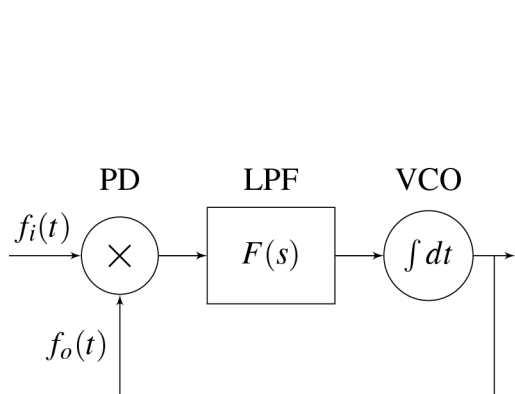 PD LPF VCO
f_i(t) × F(s) ∫ dt
f_o(t)